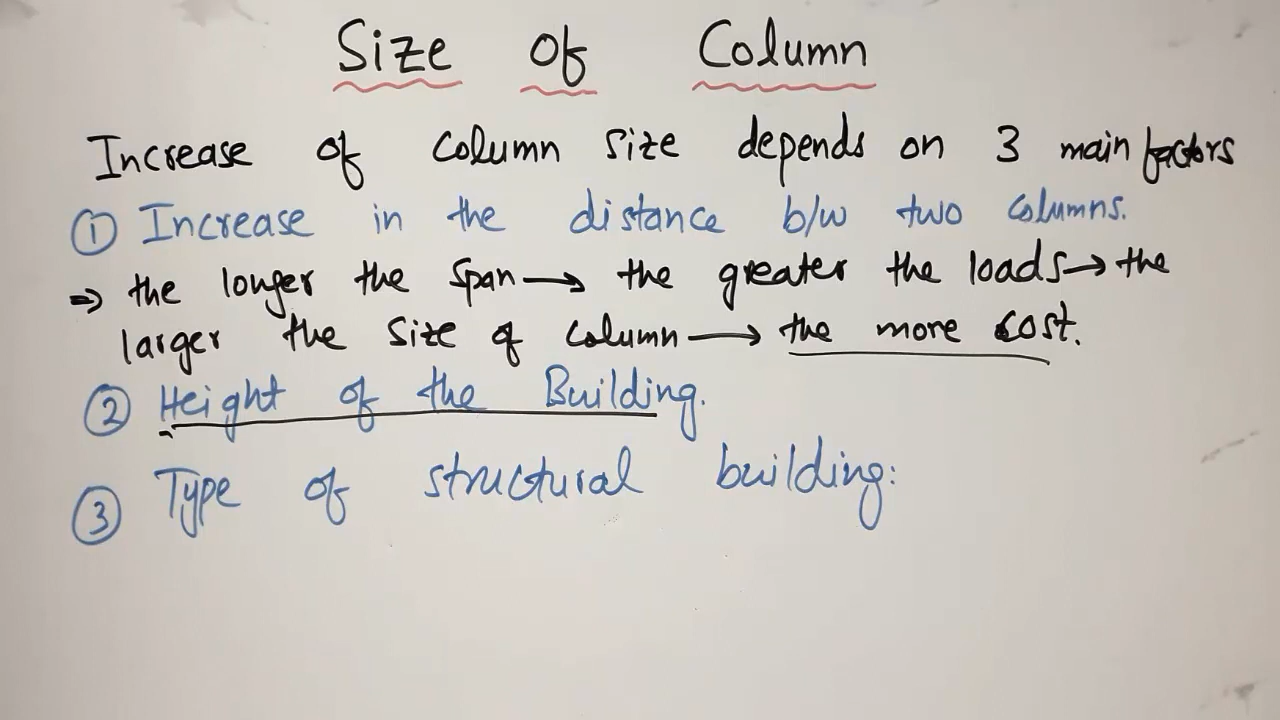 Size of Column
Increase of column size depends on 3 main factors
① Increase in the distance b/w two columns.
⇒ the longer the span → the greater the loads → the
larger the size of column → the more cost.
② Height of the Building.
③ Type of structural building: